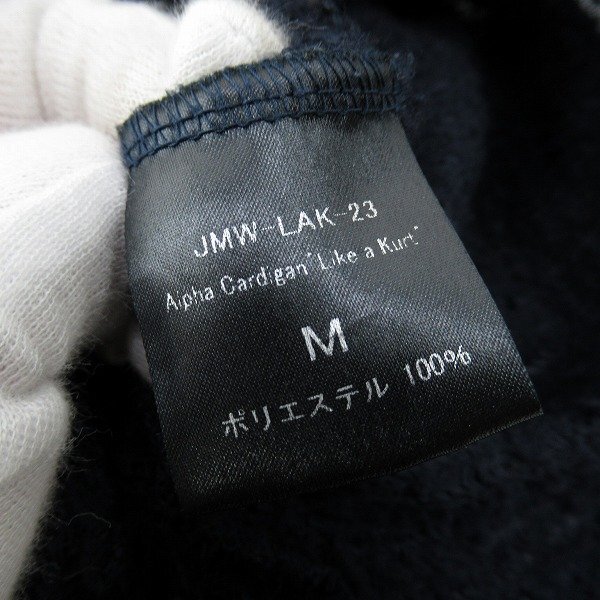 JMW-LAK-23
Alpha Cardigan"Like a Kurt"
M
ポリエステル 100%